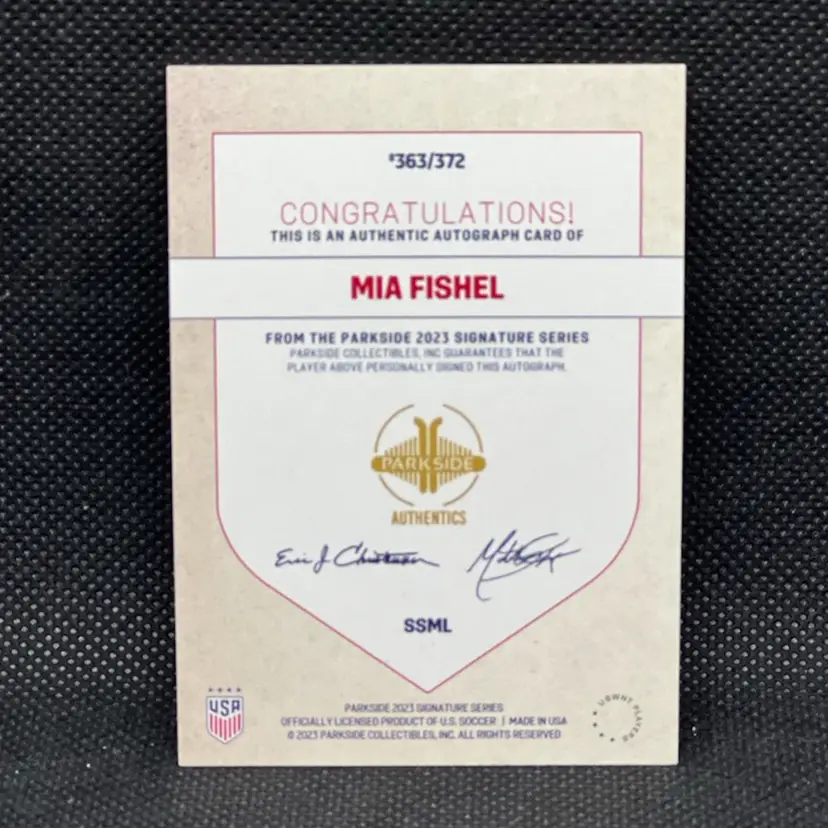 #363/372
CONGRATULATIONS!
THIS IS AN AUTHENTIC AUTOGRAPH CARD OF
MIA FISHEL
FROM THE PARKSIDE 2023 SIGNATURE SERIES
PARKSIDE COLLECTIBLES, INC GUARANTEES THAT THE
PLAYER ABOVE PERSONALLY SIGNED THIS AUTOGRAPH.
PARKSIDE
AUTHENTICS
Eric J.
SSML
USA
PARKSIDE 2023 SIGNATURE SERIES
OFFICIALLY LICENSED PRODUCT OF U.S. SOCCER | MADE IN USA
© 2023 PARKSIDE COLLECTIBLES, INC. ALL RIGHTS RESERVED
USWNT PLAYERS